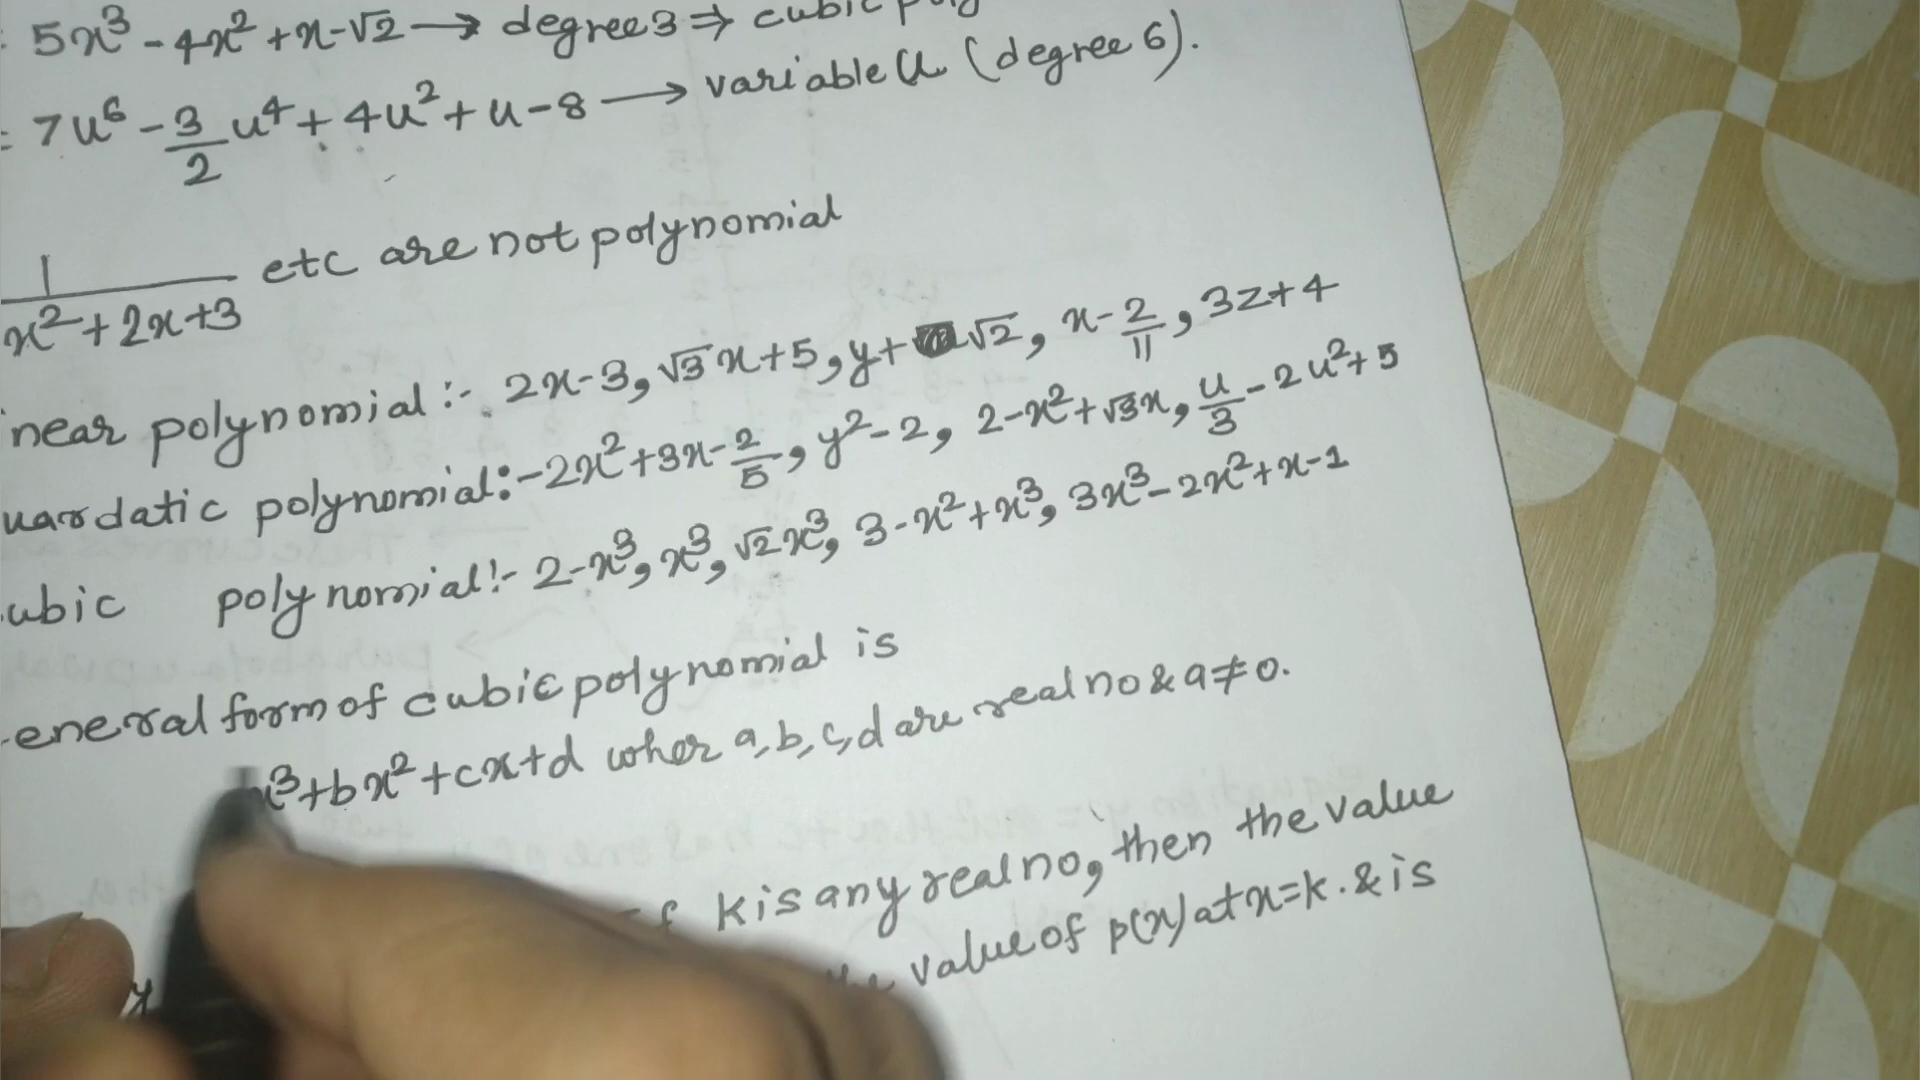 5x³ - 4x² + x - √2 → degree 3 ⇒ cubic
= 7u⁶ - 3/2 u⁴ + 4u² + u - 8 → variable u (degree 6).
1/(x² + 2x + 3) etc are not polynomial
near polynomial :- 2x - 3, √3 x + 5, y + √2, x - 2/11, 3z + 4
uardatic polynomial :- 2x² + 3x - 2/5, y² - 2, 2 - x² + √3x, u/3 - 2u² + 5
ubic polynomial :- 2 - x³, x³, √2x³, 3 - x² + x³, 3x³ - 2x² + x - 1
eneral form of cubic polynomial is
x³ + bx² + cx + d wher a, b, c, d are real no & a ≠ 0.
k is any real no, then the value
value of p(x) at x = k. & is